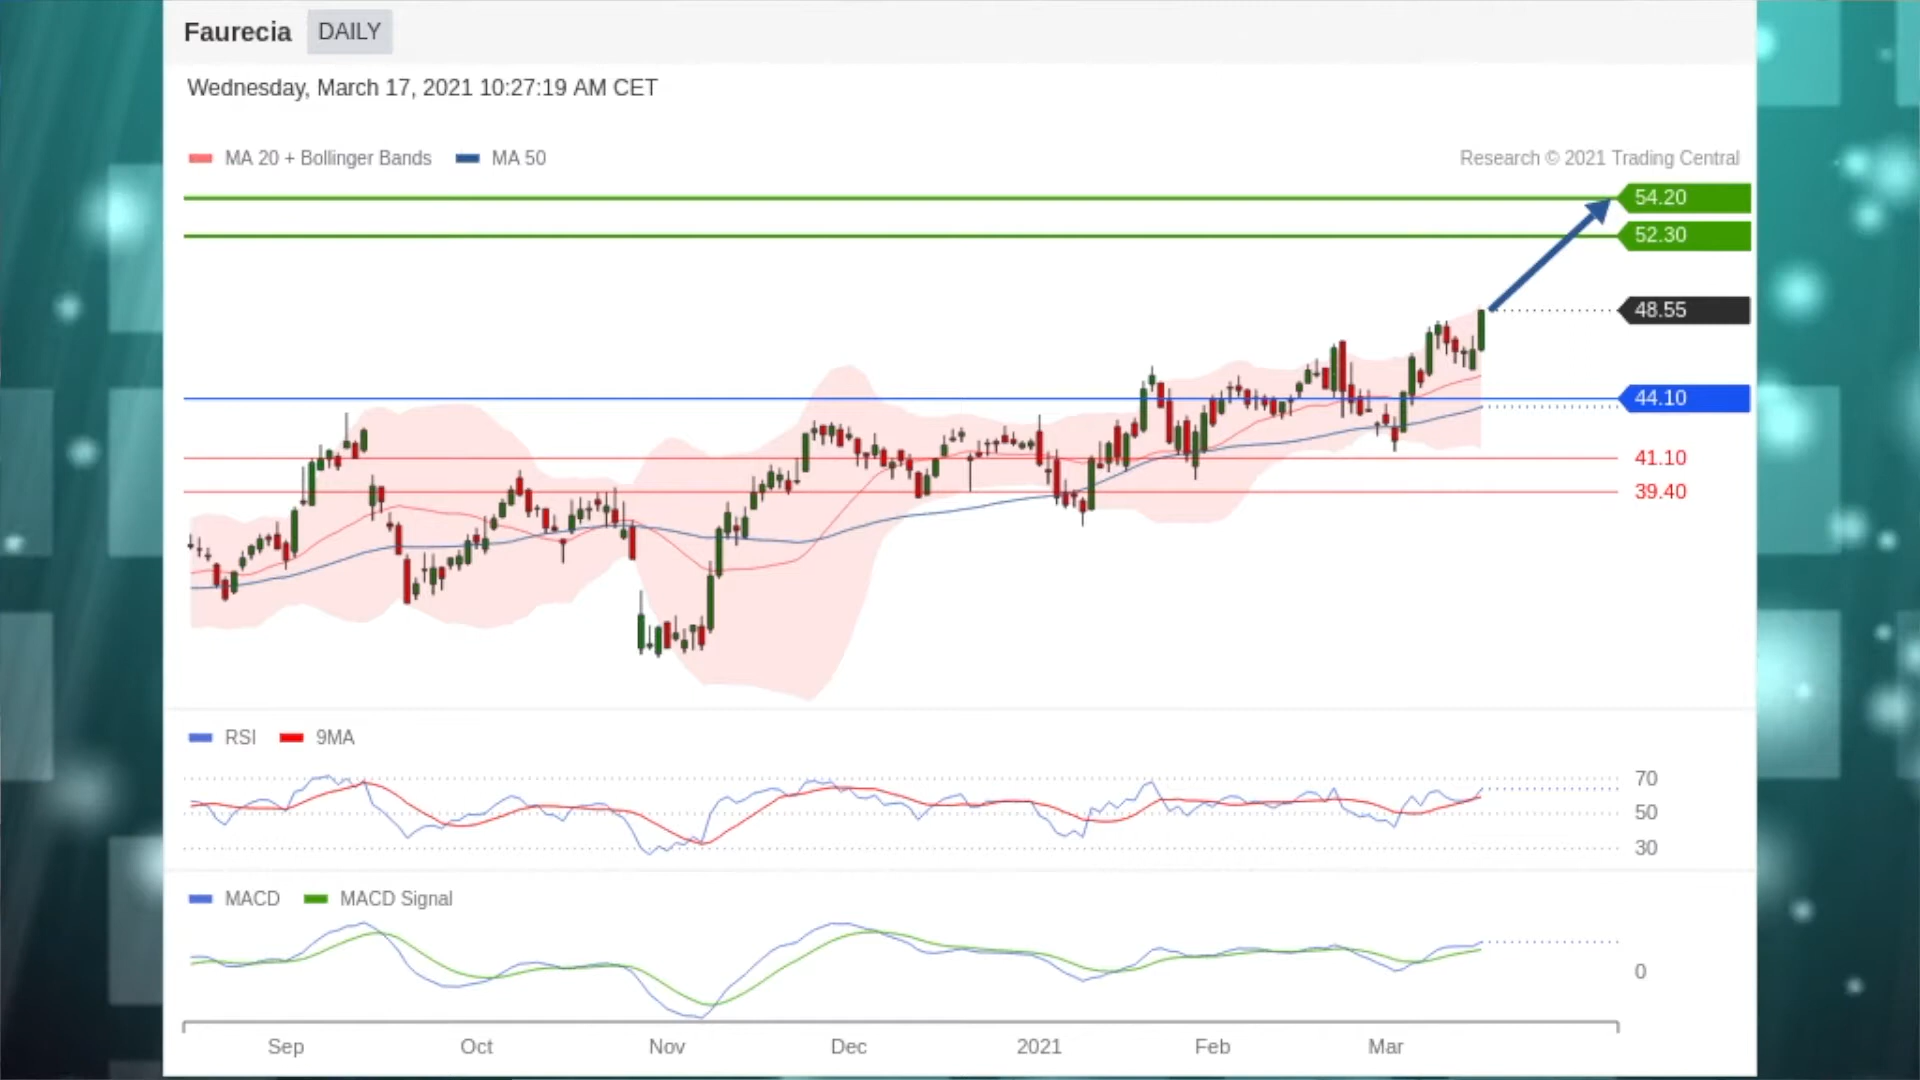 Faurecia DAILY
Wednesday, March 17, 2021 10:27:19 AM CET
MA 20 + Bollinger Bands MA 50
Research © 2021 Trading Central
54.20
52.30
48.55
44.10
41.10
39.40
RSI 9MA
70
50
30
MACD MACD Signal
0
Sep Oct Nov Dec 2021 Feb Mar